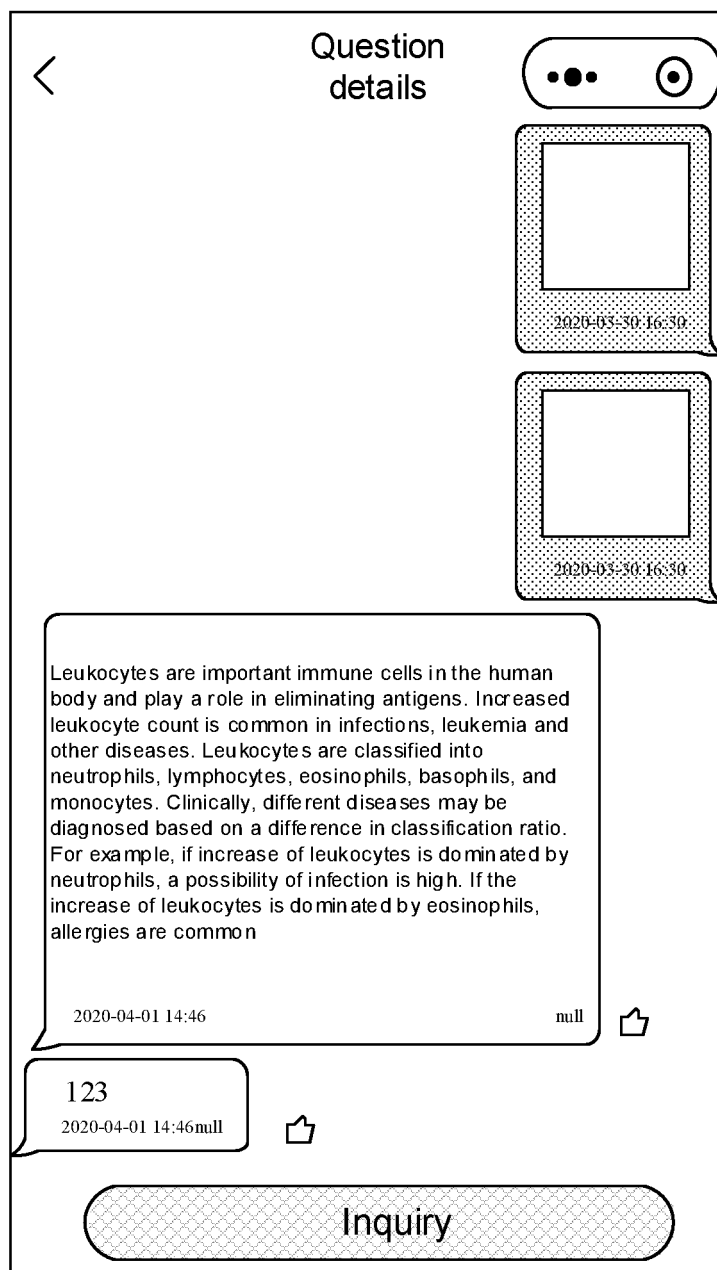 Question
details
2020-03-30 16:30
2020-03-30 16:30
Leukocytes are important immune cells in the human
body and play a role in eliminating antigens. Increased
leukocyte count is common in infections, leukemia and
other diseases. Leukocytes are classified into
neutrophils, lymphocytes, eosinophils, basophils, and
monocytes. Clinically, different diseases may be
diagnosed based on a difference in classification ratio.
For example, if increase of leukocytes is dominated by
neutrophils, a possibility of infection is high. If the
increase of leukocytes is dominated by eosinophils,
allergies are common
2020-04-01 14:46 null
123
2020-04-01 14:46null
Inquiry